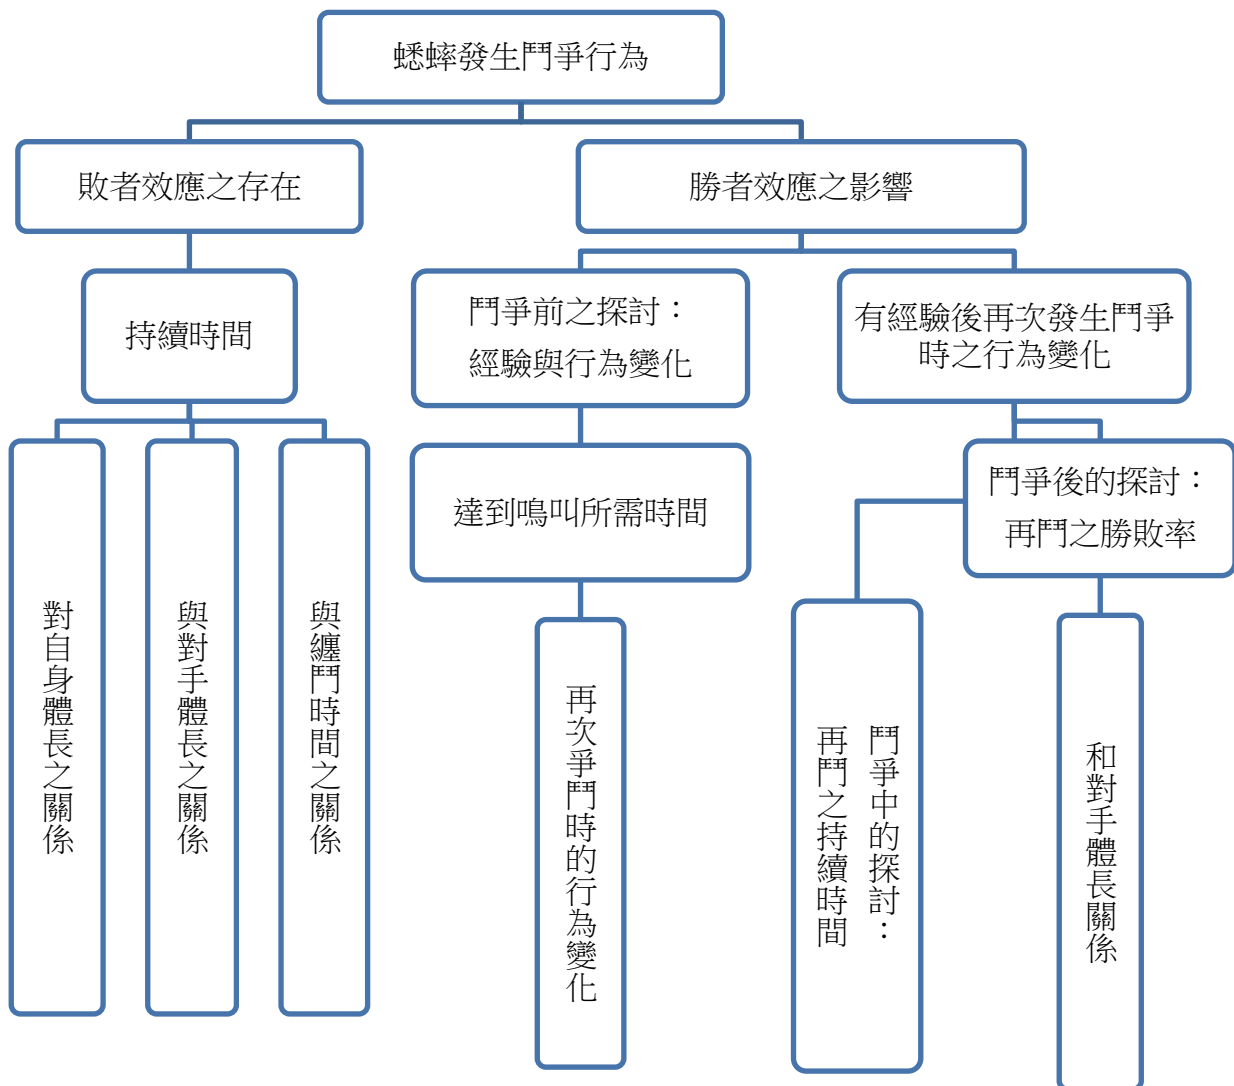 蟋蟀發生鬥爭行為
敗者效應之存在
勝者效應之影響
持續時間
鬥爭前之探討：
經驗與行為變化
有經驗後再次發生鬥爭
時之行為變化
達到鳴叫所需時間
鬥爭後的探討：
再鬥之勝敗率
對自身體長之關係
與對手體長之關係
與纏鬥時間之關係
再次爭鬥時的行為變化
鬥爭中的探討：
再鬥之持續時間
和對手體長關係